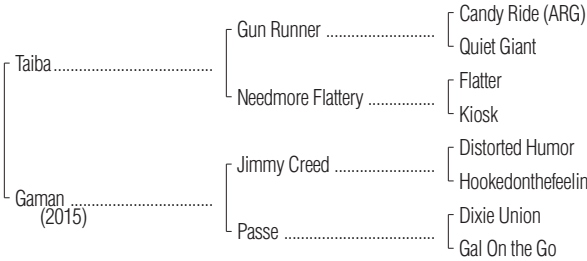 Candy Ride (ARG)
Gun Runner ........................
Quiet Giant
Taiba...................................
Flatter
Needmore Flattery ...............
Kiosk
Distorted Humor
Jimmy Creed ......................
Hookedonthefeelin
Gaman ...............................
(2015)
Dixie Union
Passe .................................
Gal On the Go